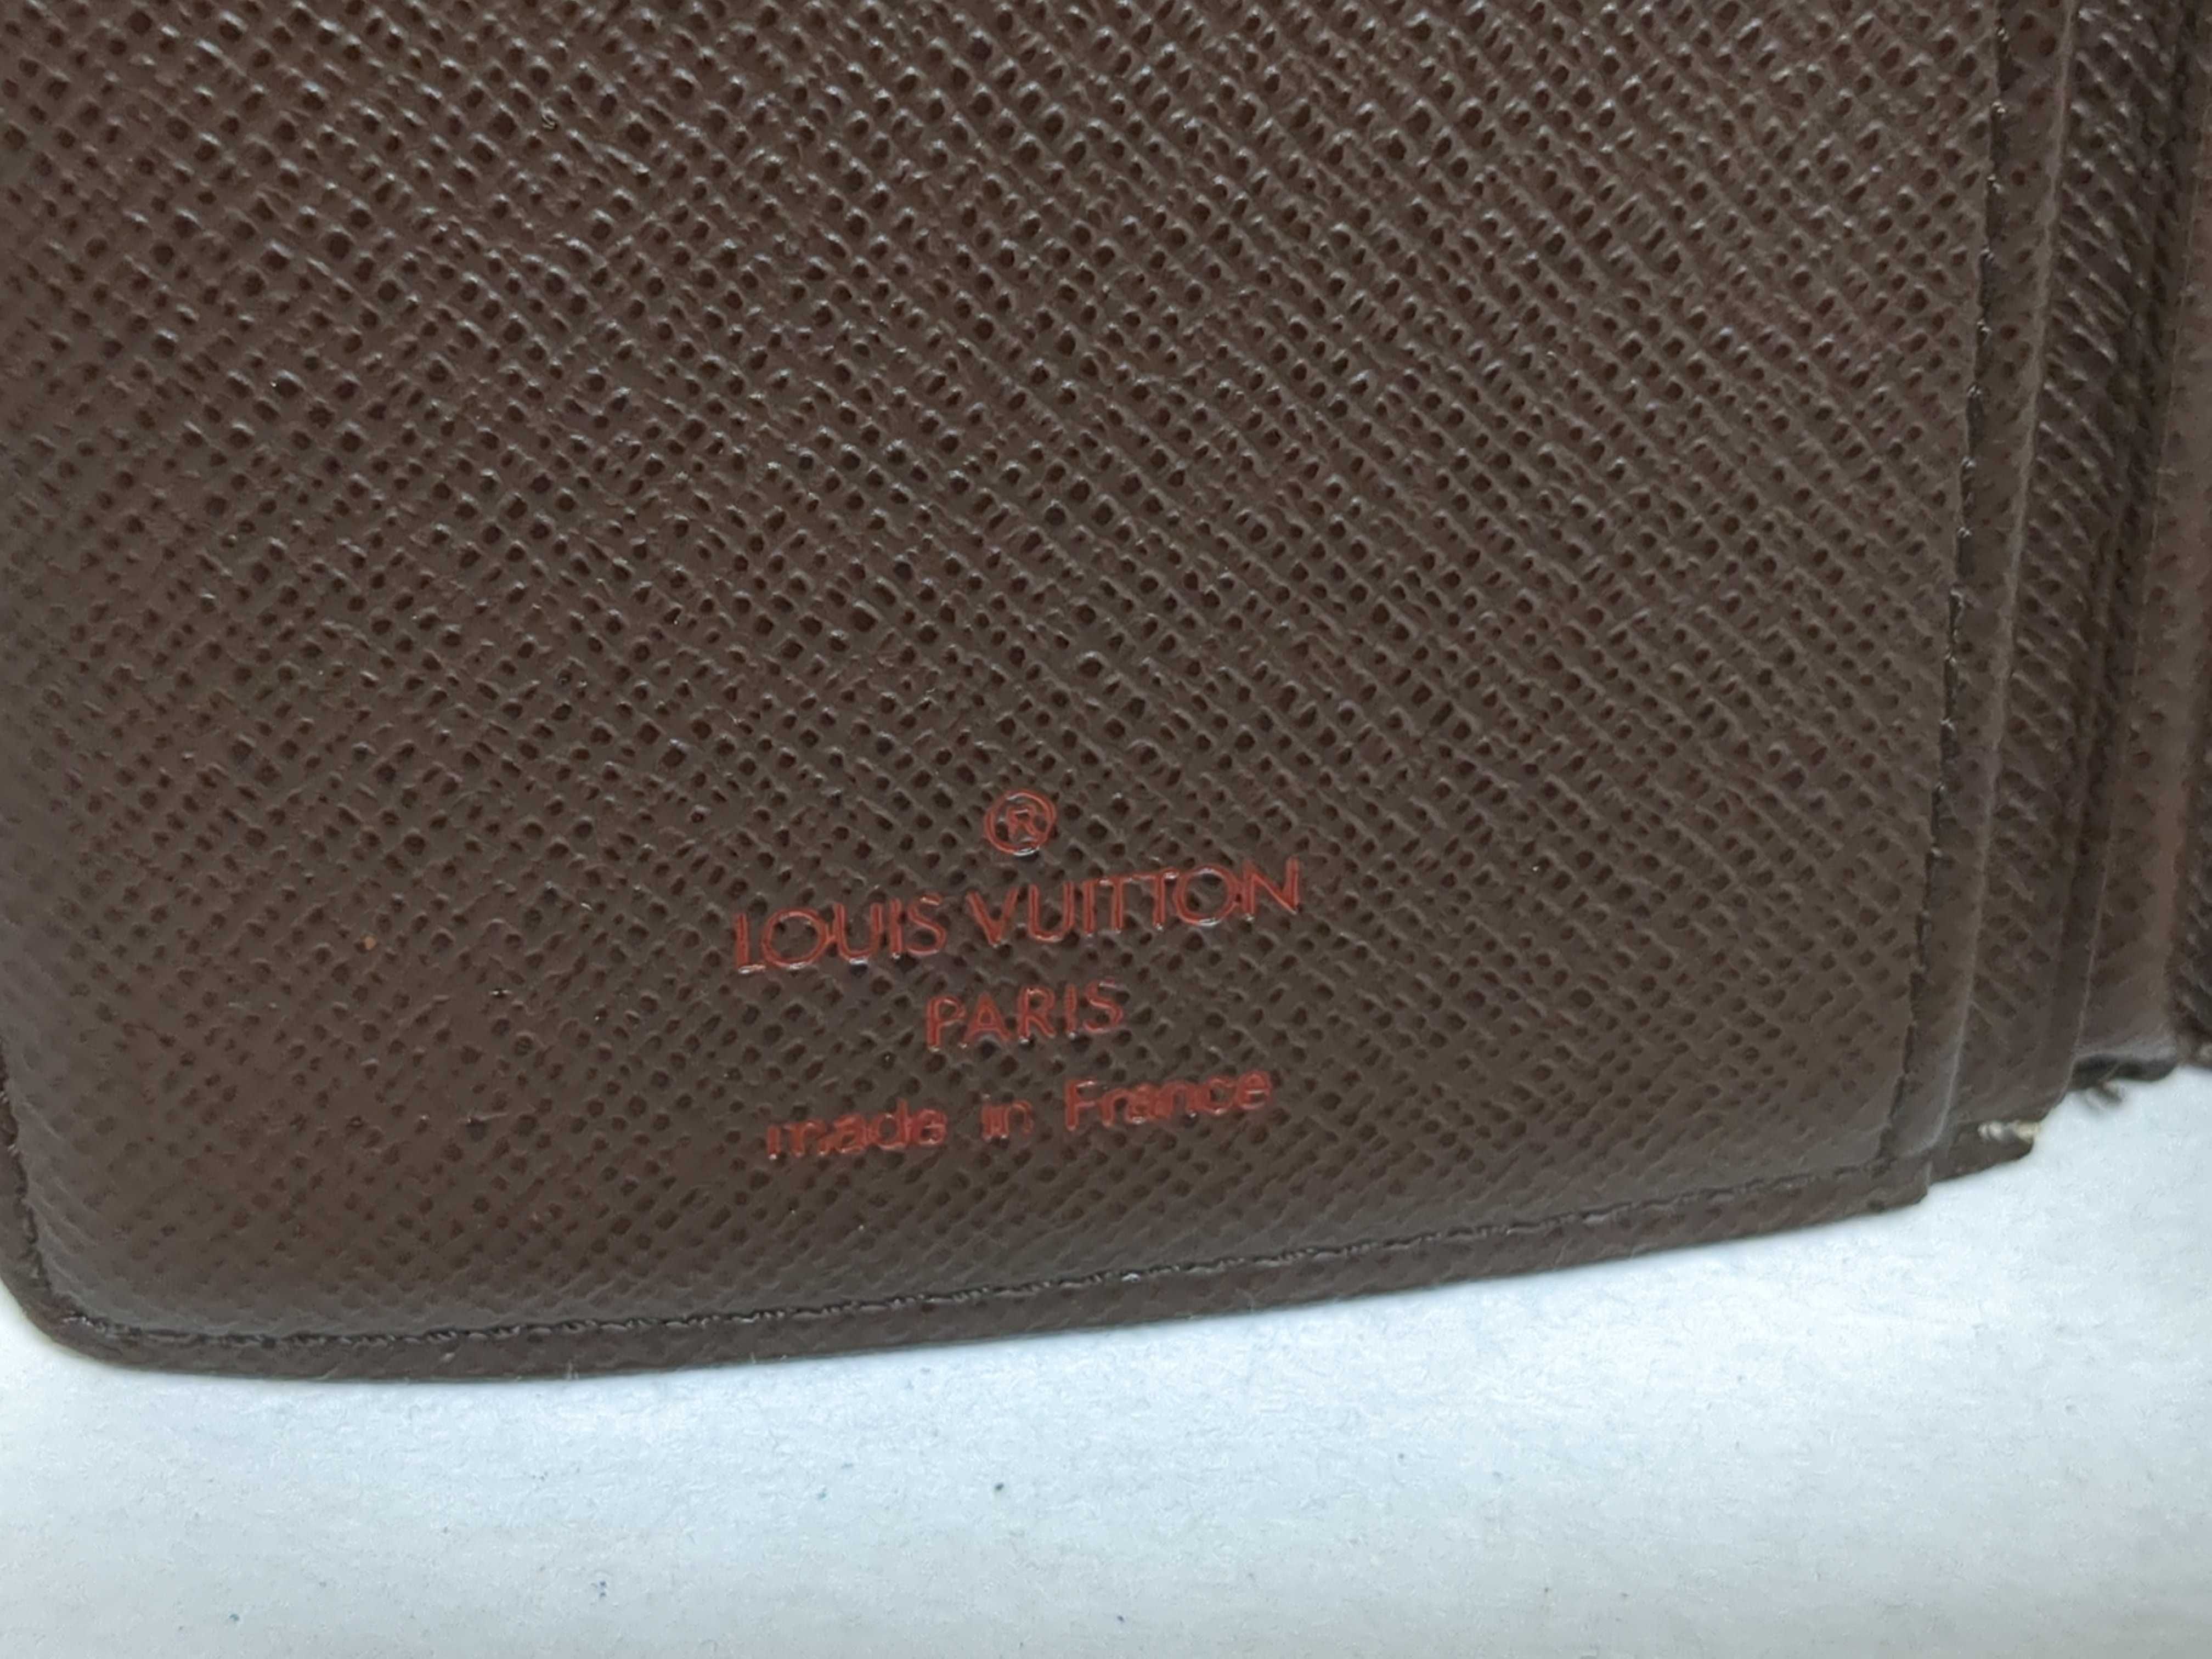 ®
LOUIS VUITTON
PARIS
made in France